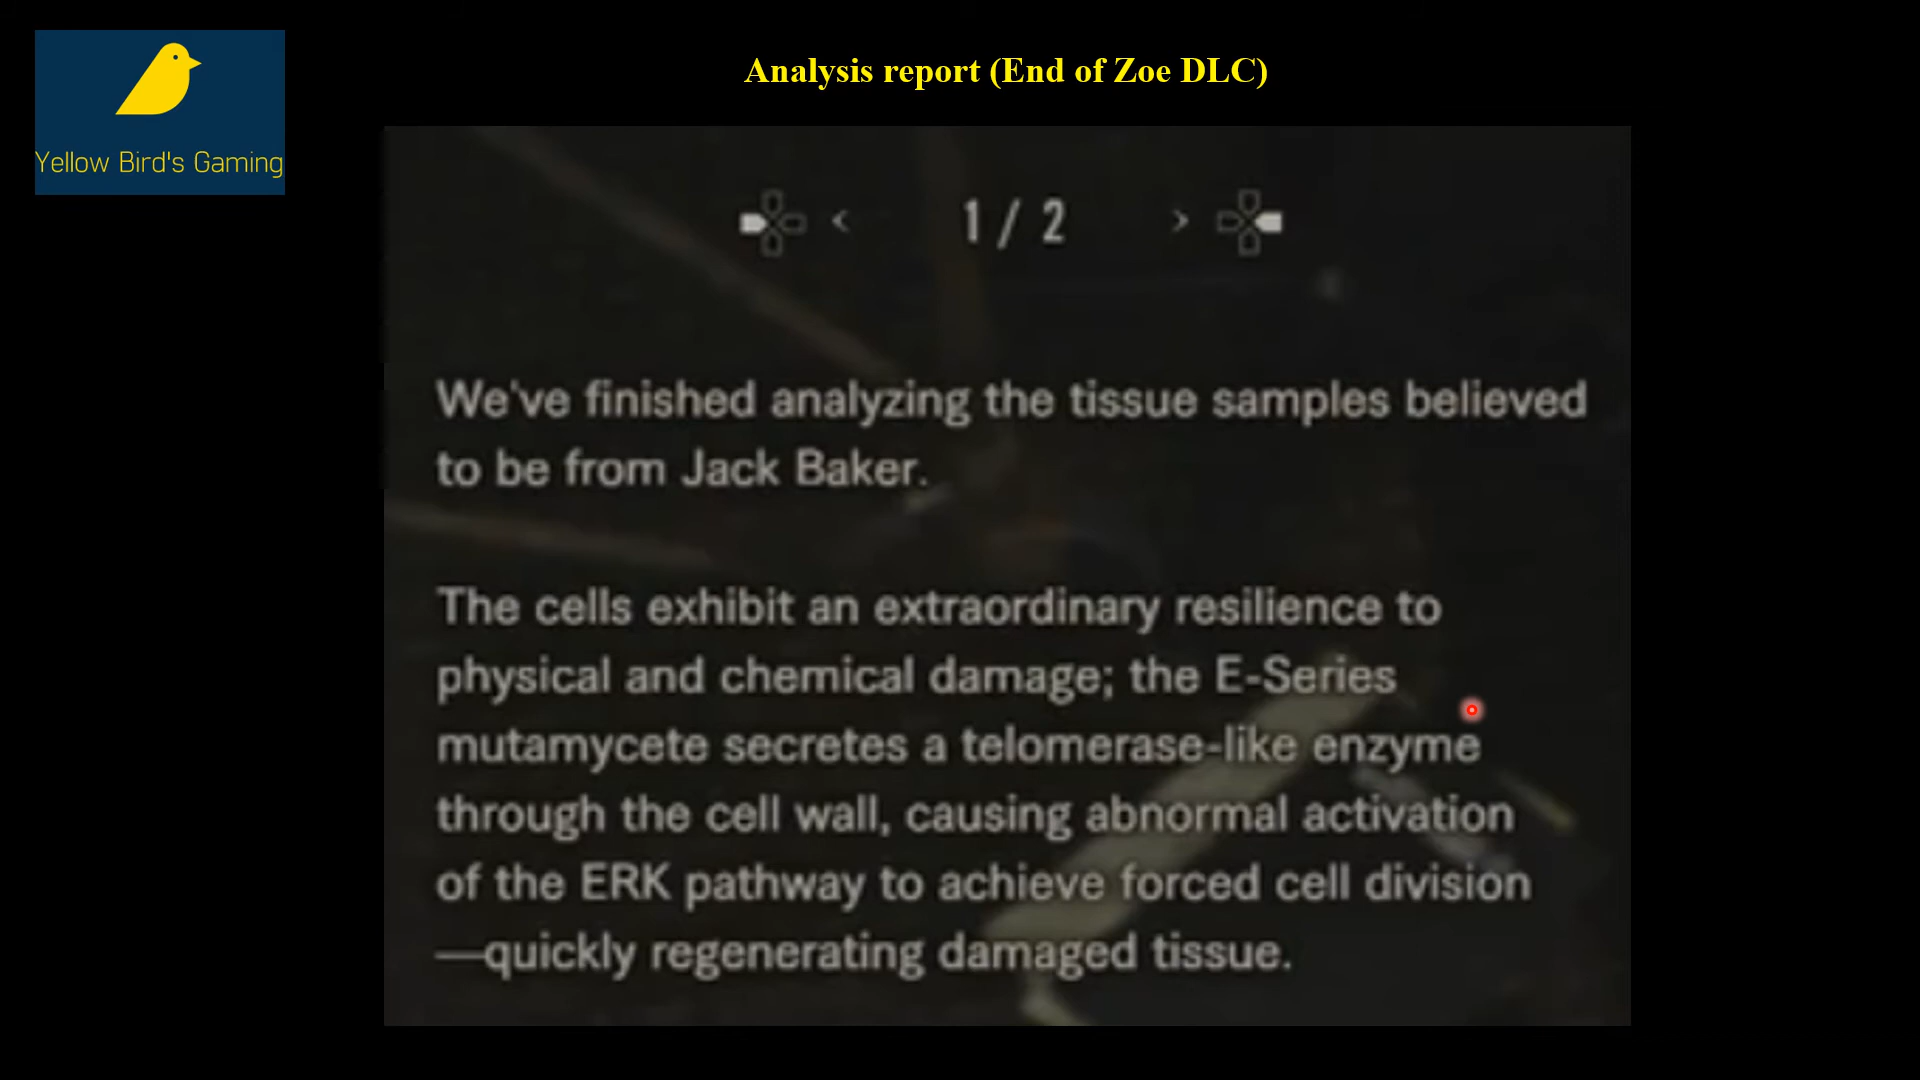 Yellow Bird's Gaming
Analysis report (End of Zoe DLC)
< 1 / 2 >
We've finished analyzing the tissue samples believed
to be from Jack Baker.
The cells exhibit an extraordinary resilience to
physical and chemical damage; the E-Series
mutamycete secretes a telomerase-like enzyme
through the cell wall, causing abnormal activation
of the ERK pathway to achieve forced cell division
—quickly regenerating damaged tissue.